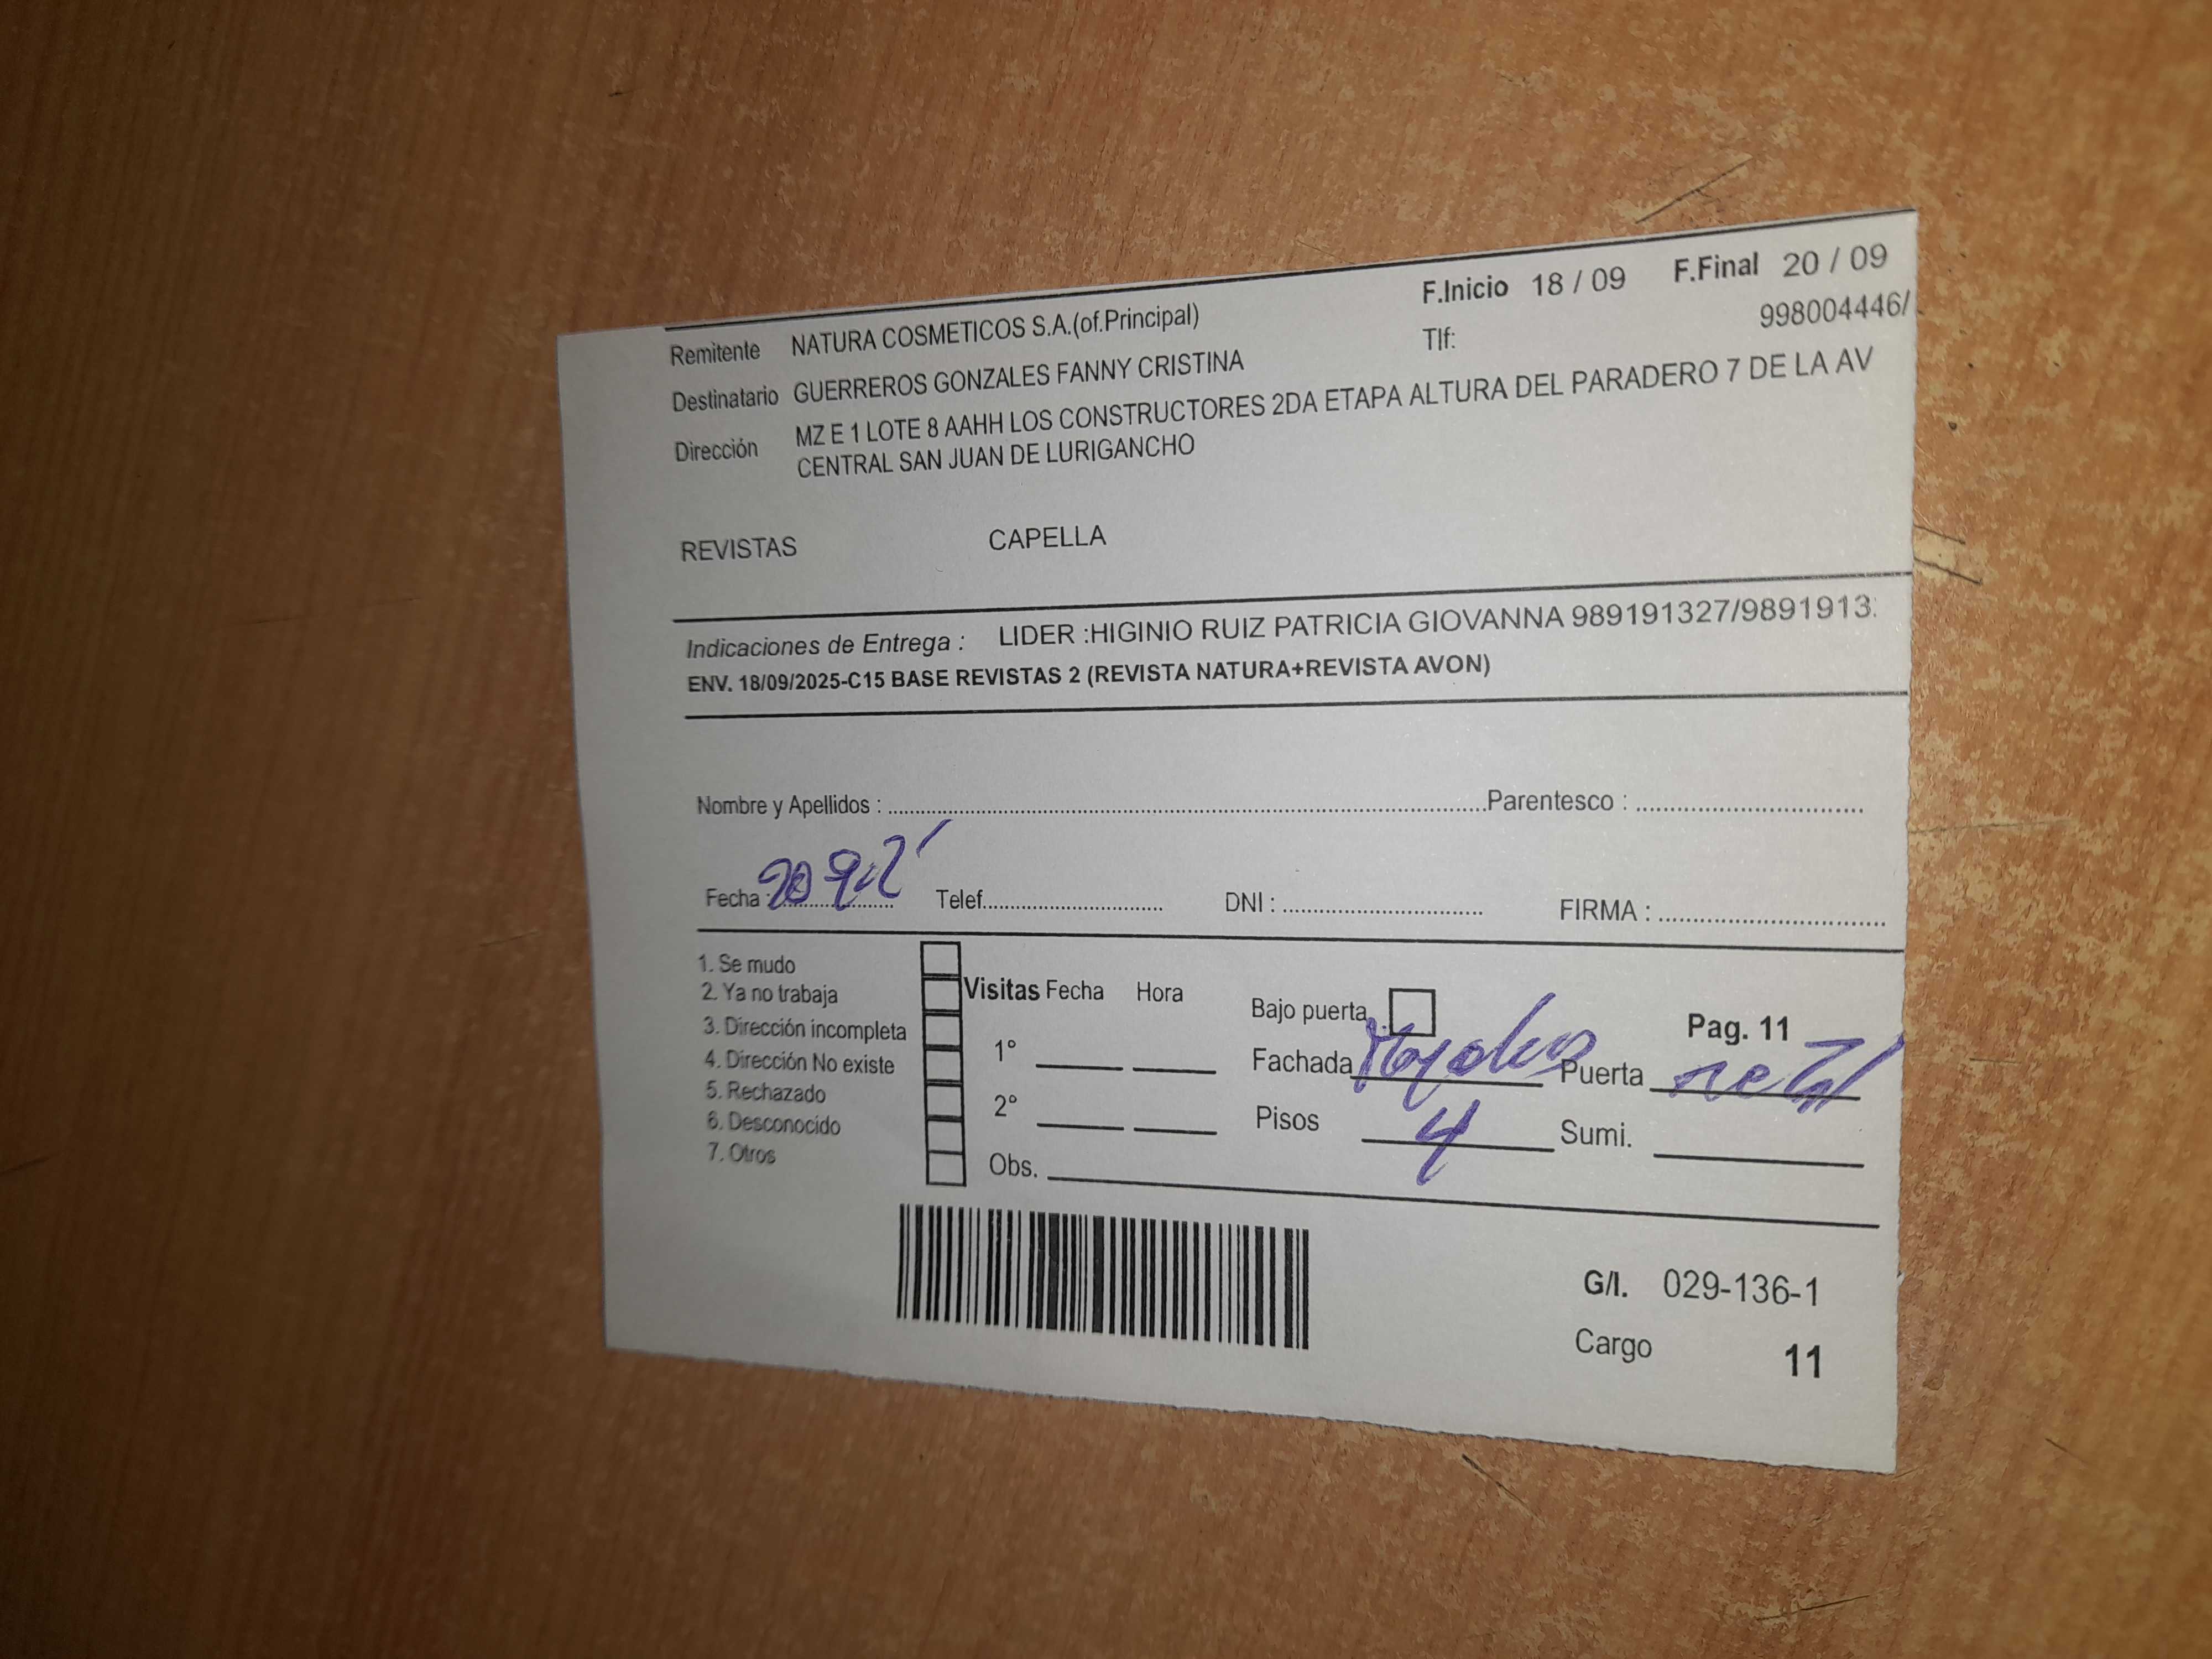 F.Inicio 18 / 09 F.Final 20 / 09
Remitente NATURA COSMETICOS S.A.(of.Principal) Tlf: 998004446/
Destinatario GUERREROS GONZALES FANNY CRISTINA
Dirección MZ E 1 LOTE 8 AAHH LOS CONSTRUCTORES 2DA ETAPA ALTURA DEL PARADERO 7 DE LA AV
CENTRAL SAN JUAN DE LURIGANCHO
REVISTAS CAPELLA
Indicaciones de Entrega : LIDER :HIGINIO RUIZ PATRICIA GIOVANNA 989191327/9891913
ENV. 18/09/2025-C15 BASE REVISTAS 2 (REVISTA NATURA+REVISTA AVON)
Nombre y Apellidos : Parentesco :
Fecha : Telef. DNI : FIRMA :
1. Se mudo
2. Ya no trabaja
3. Dirección incompleta
4. Dirección No existe
5. Rechazado
6. Desconocido
7. Otros
Visitas Fecha Hora
1°
2°
Obs.
Bajo puerta Pag. 11
Fachada Puerta
Pisos 4 Sumi.
G/I. 029-136-1
Cargo 11